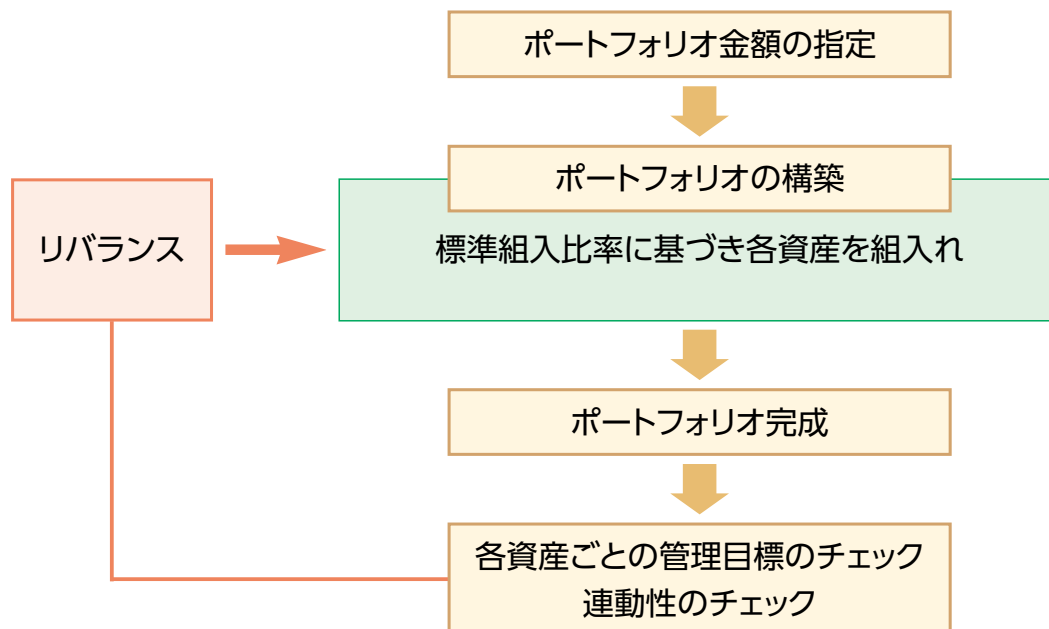 ポートフォリオ金額の指定
ポートフォリオの構築
リバランス
標準組入比率に基づき各資産を組入れ
ポートフォリオ完成
各資産ごとの管理目標のチェック
連動性のチェック